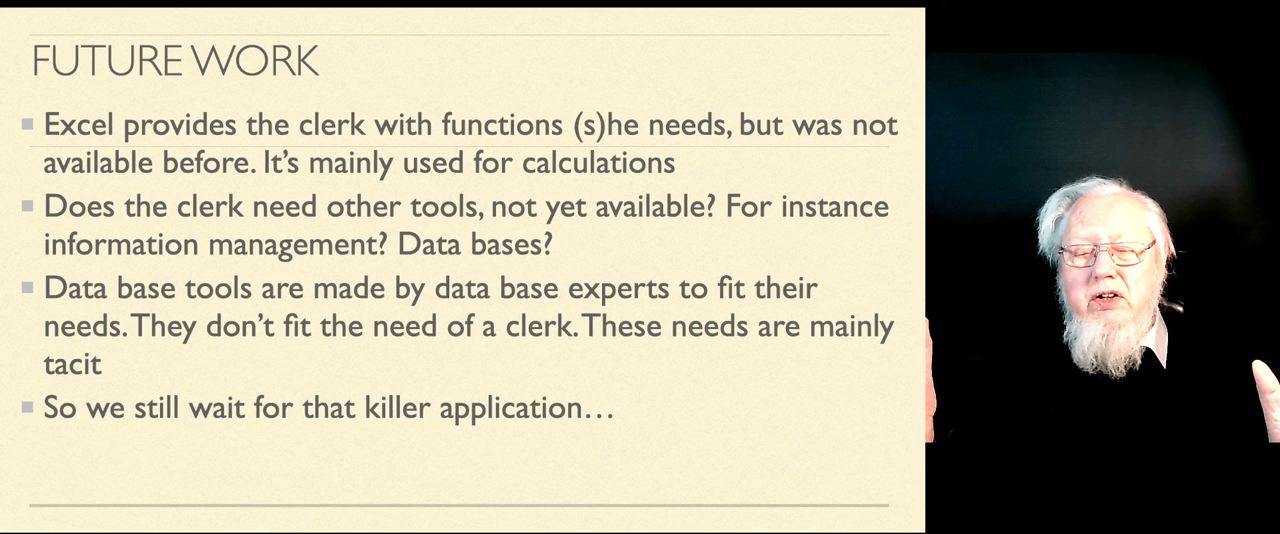 FUTURE WORK
Excel provides the clerk with functions (s)he needs, but was not
available before. It's mainly used for calculations
Does the clerk need other tools, not yet available? For instance
information management? Data bases?
Data base tools are made by data base experts to fit their
needs. They don't fit the need of a clerk. These needs are mainly
tacit
So we still wait for that killer application…